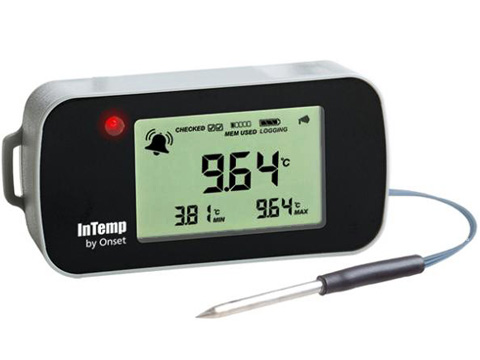 CHECKED
MEM USED LOGGING
9.64 °C
3.81 °C MIN 9.64 °C MAX
InTemp
by Onset